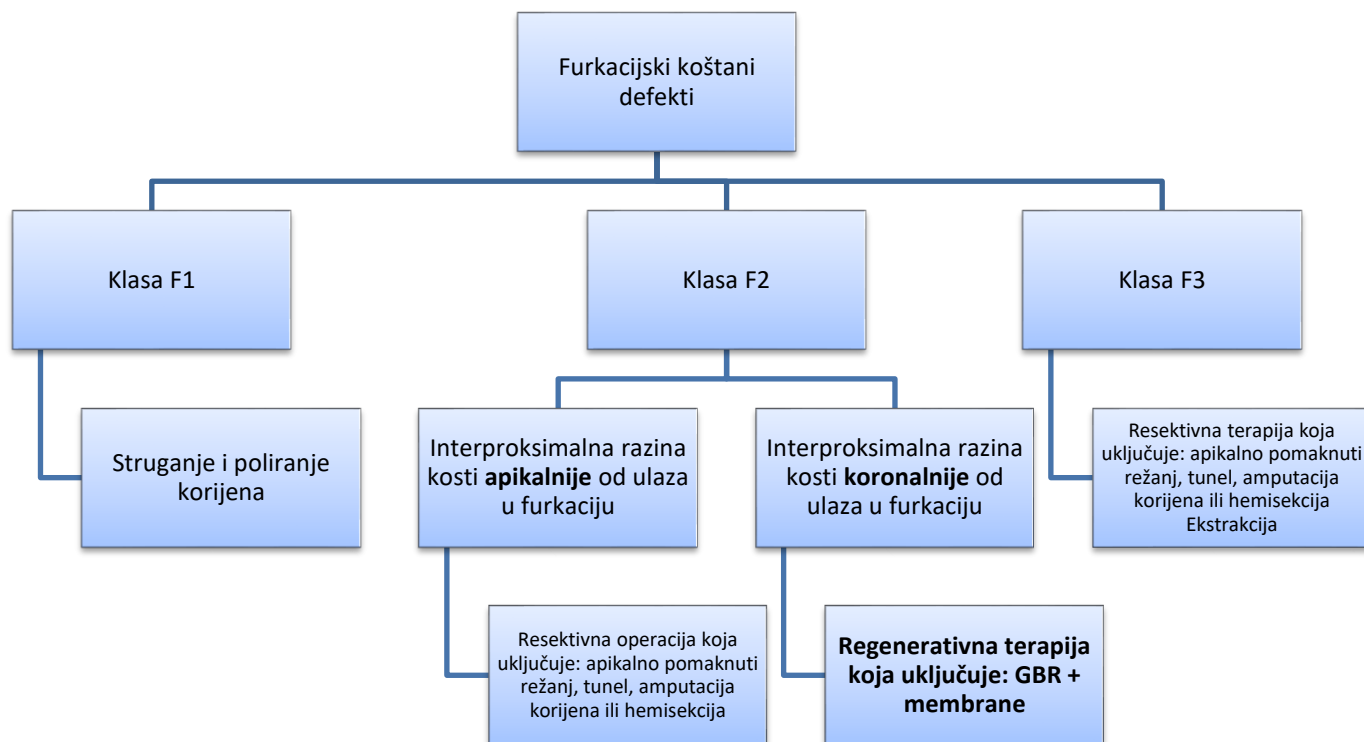 Furkacijski koštani
defekti
Klasa F1
Klasa F2
Klasa F3
Struganje i poliranje
korijena
Interproksimalna razina
kosti apikalnije od ulaza
u furkaciju
Interproksimalna razina
kosti koronalnije od
ulaza u furkaciju
Resektivna terapija koja
uključuje: apikalno pomaknuti
režanj, tunel, amputacija
korijena ili hemisekcija
Ekstrakcija
Resektivna operacija koja
uključuje: apikalno pomaknuti
režanj, tunel, amputacija
korijena ili hemisekcija
Regenerativna terapija
koja uključuje: GBR +
membrane